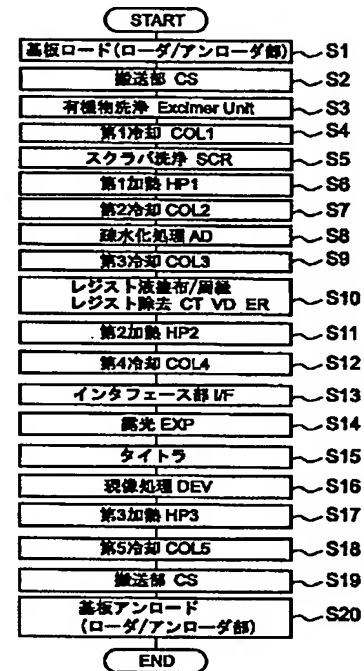 START
基板ロード(ローダ/アンローダ部) S1
搬送部 CS S2
有機物洗浄 Excimer Unit S3
第1冷却 COL1 S4
スクラバ洗浄 SCR S5
第1加熱 HP1 S6
第2冷却 COL2 S7
疎水化処理 AD S8
第3冷却 COL3 S9
レジスト液塗布/周縁
レジスト除去 CT VD ER S10
第2加熱 HP2 S11
第4冷却 COL4 S12
インタフェース部 I/F S13
露光 EXP S14
タイトラ S15
現像処理 DEV S16
第3加熱 HP3 S17
第5冷却 COL5 S18
搬送部 CS S19
基板アンロード
(ローダ/アンローダ部) S20
END